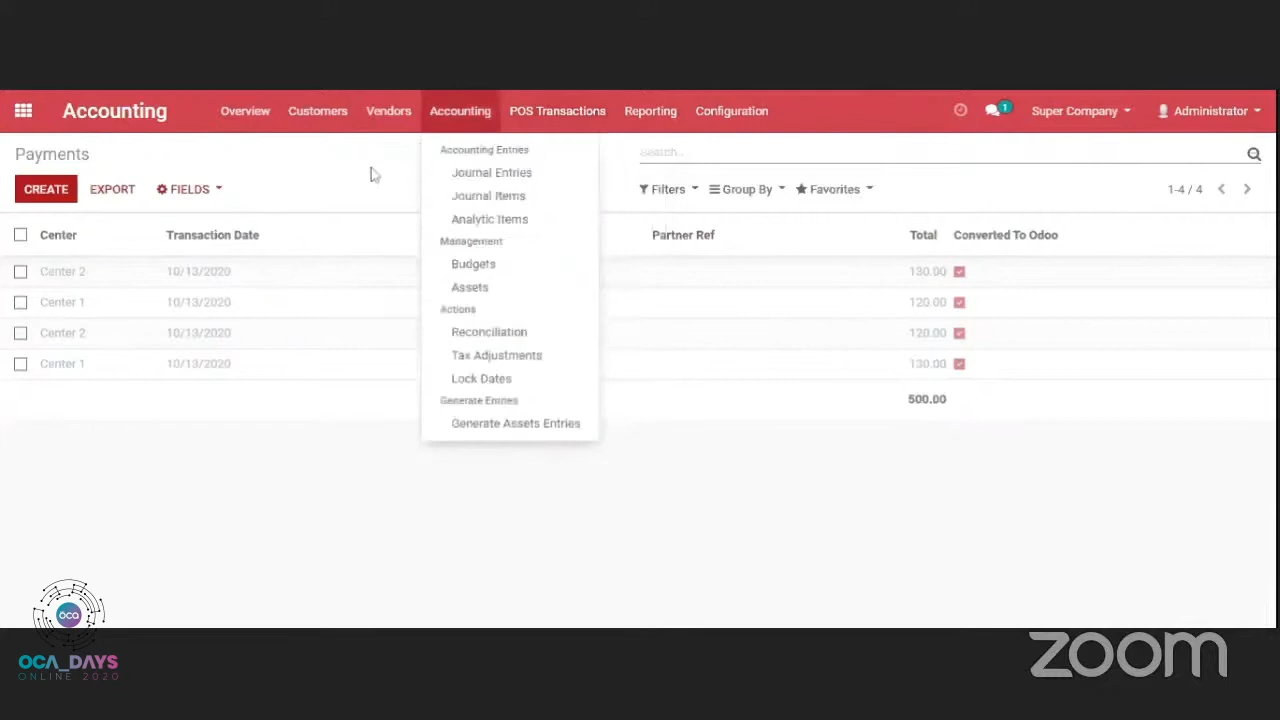 Accounting
Overview
Customers
Vendors
Accounting
POS Transactions
Reporting
Configuration
1
Super Company
Administrator
Payments
Search...
CREATE
EXPORT
FIELDS
Filters
Group By
Favorites
1-4 / 4
Accounting Entries
Journal Entries
Journal Items
Analytic Items
Management
Budgets
Assets
Actions
Reconciliation
Tax Adjustments
Lock Dates
Generate Entries
Generate Assets Entries
Center Transaction Date Partner Ref Total Converted To Odoo
Center 2 10/13/2020 130.00
Center 1 10/13/2020 120.00
Center 2 10/13/2020 120.00
Center 1 10/13/2020 130.00
500.00
oca
OCA_DAYS
ONLINE 2020
zoom